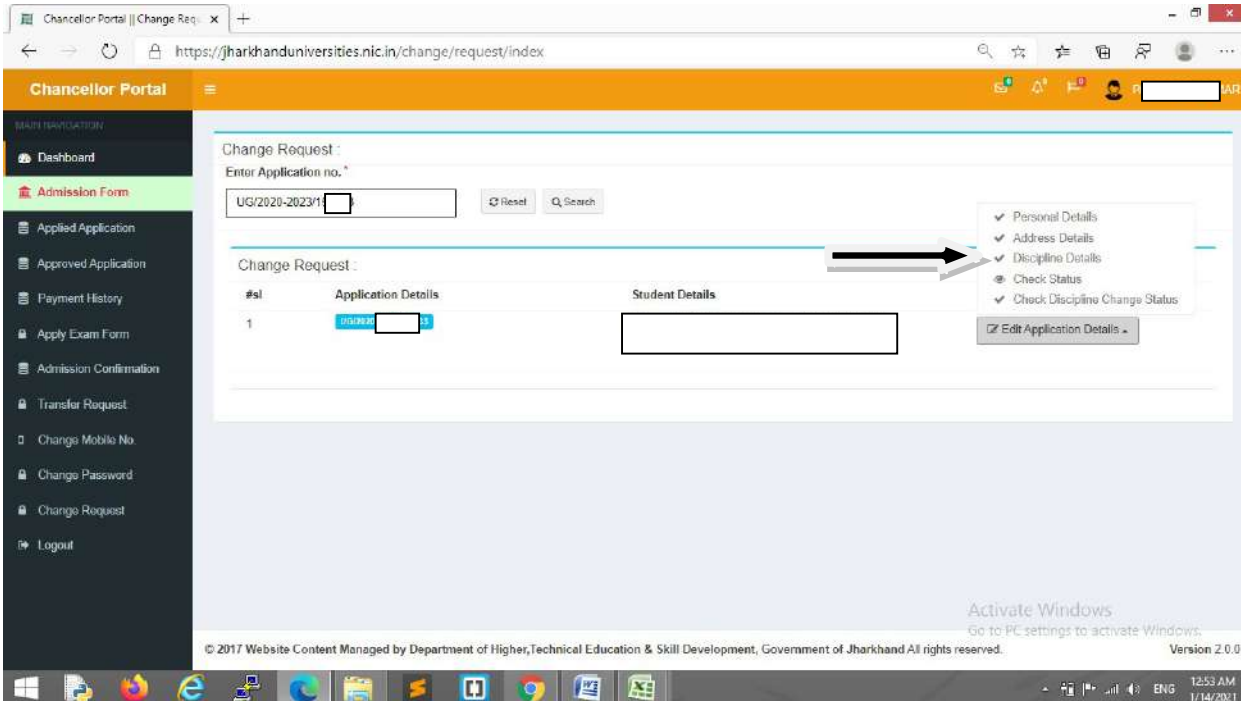 Chancellor Portal || Change Req
https://jharkhanduniversities.nic.in/change/request/index
Chancellor Portal
MAIN NAVIGATION
Dashboard
Admission Form
Applied Application
Approved Application
Payment History
Apply Exam Form
Admission Confirmation
Transfer Request
Change Mobile No.
Change Password
Change Request
Logout
Change Request :
Enter Application no. *
UG/2020-2023/1
Reset Search
Personal Details
Address Details
Discipline Details
Check Status
Check Discipline Change Status
Change Request :
#sl Application Details Student Details
1
Edit Application Details
Activate Windows
Go to PC settings to activate Windows.
© 2017 Website Content Managed by Department of Higher,Technical Education & Skill Development, Government of Jharkhand All rights reserved. Version 2.0.0
ENG 12:53 AM
1/14/2021